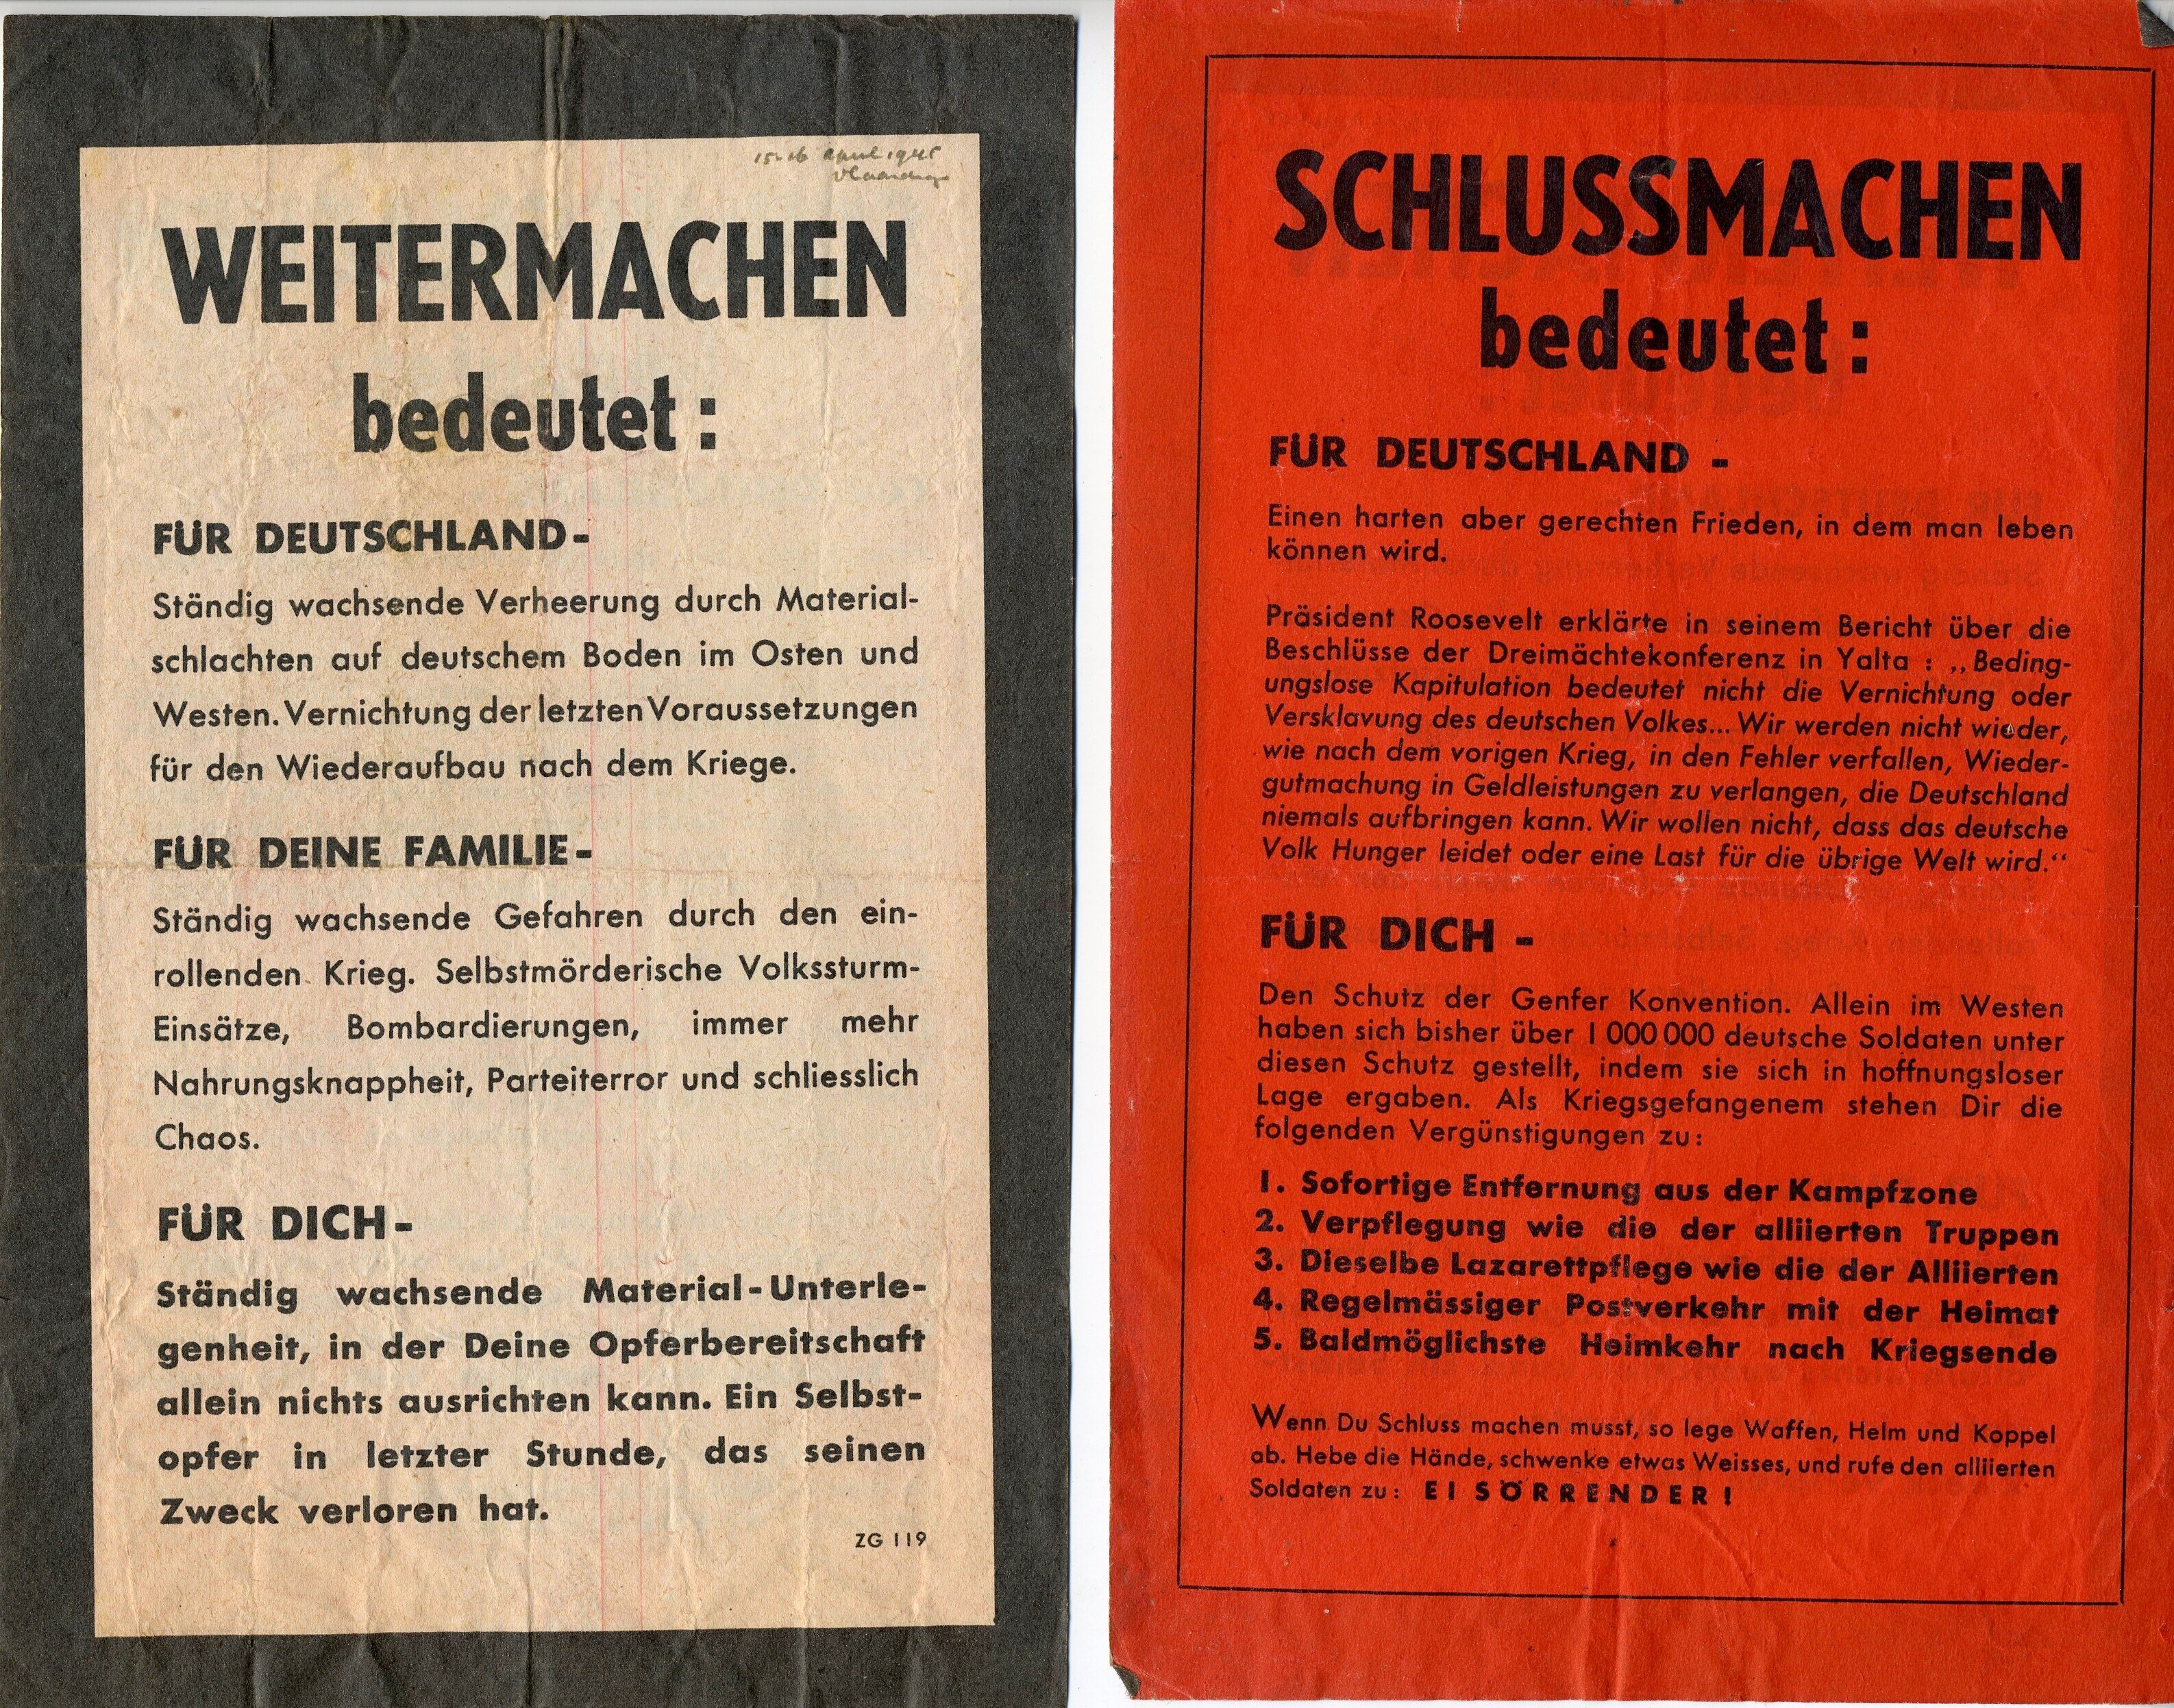 15-16 April 1945
Vlaardingen
WEITERMACHEN
bedeutet :
FÜR DEUTSCHLAND-
Ständig wachsende Verheerung durch Material-
schlachten auf deutschem Boden im Osten und
Westen. Vernichtung der letzten Voraussetzungen
für den Wiederaufbau nach dem Kriege.
FÜR DEINE FAMILIE-
Ständig wachsende Gefahren durch den ein-
rollenden Krieg. Selbstmörderische Volkssturm-
Einsätze, Bombardierungen, immer mehr
Nahrungsknappheit, Parteiterror und schliesslich
Chaos.
FÜR DICH-
Ständig wachsende Material-Unterle-
genheit, in der Deine Opferbereitschaft
allein nichts ausrichten kann. Ein Selbst-
opfer in letzter Stunde, das seinen
Zweck verloren hat.
ZG 119
SCHLUSSMACHEN
bedeutet :
FÜR DEUTSCHLAND -
Einen harten aber gerechten Frieden, in dem man leben
können wird.
Präsident Roosevelt erklärte in seinem Bericht über die
Beschlüsse der Dreimächtekonferenz in Yalta : „Beding-
ungslose Kapitulation bedeutet nicht die Vernichtung oder
Versklavung des deutschen Volkes... Wir werden nicht wieder,
wie nach dem vorigen Krieg, in den Fehler verfallen, Wieder-
gutmachung in Geldleistungen zu verlangen, die Deutschland
niemals aufbringen kann. Wir wollen nicht, dass das deutsche
Volk Hunger leidet oder eine Last für die übrige Welt wird.“
FÜR DICH -
Den Schutz der Genfer Konvention. Allein im Westen
haben sich bisher über 1 000 000 deutsche Soldaten unter
diesen Schutz gestellt, indem sie sich in hoffnungsloser
Lage ergaben. Als Kriegsgefangenem stehen Dir die
folgenden Vergünstigungen zu:
1. Sofortige Entfernung aus der Kampfzone
2. Verpflegung wie die der alliierten Truppen
3. Dieselbe Lazarettpflege wie die der Alliierten
4. Regelmässiger Postverkehr mit der Heimat
5. Baldmöglichste Heimkehr nach Kriegsende
Wenn Du Schluss machen musst, so lege Waffen, Helm und Koppel
ab. Hebe die Hände, schwenke etwas Weisses, und rufe den alliierten
Soldaten zu: EI SÖRRENDER!